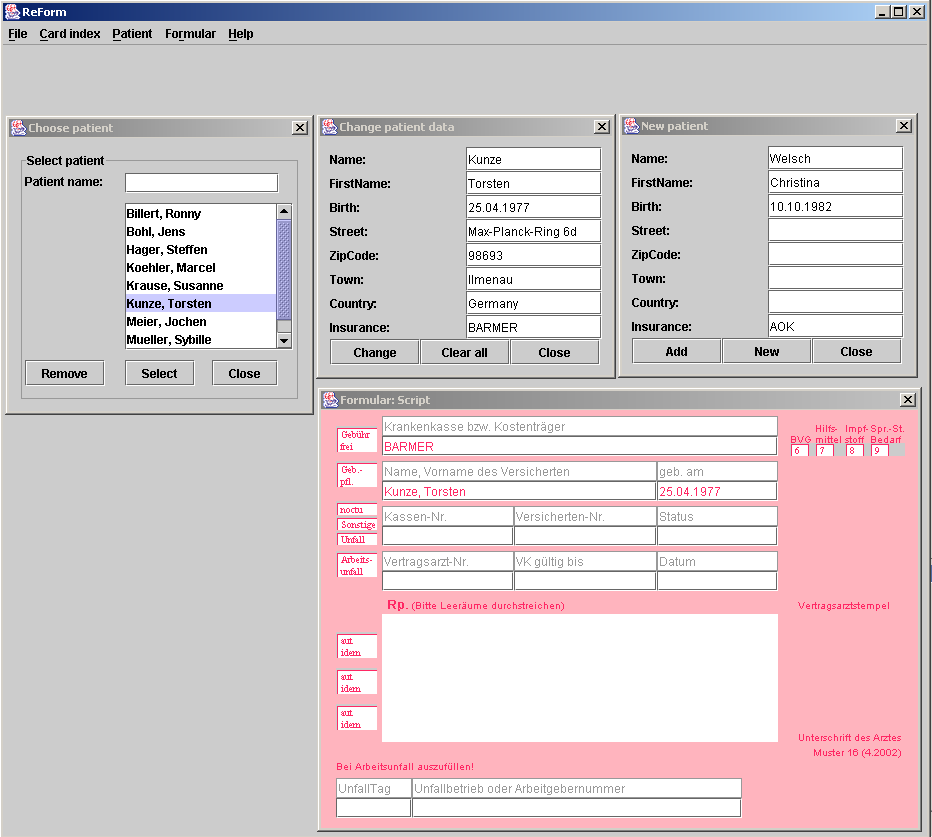 ReForm
File Card index Patient Formular Help
Choose patient
Select patient
Patient name:
Billert, Ronny
Bohl, Jens
Hager, Steffen
Koehler, Marcel
Krause, Susanne
Kunze, Torsten
Meier, Jochen
Mueller, Sybille
Remove Select Close
Change patient data
Name: Kunze
FirstName: Torsten
Birth: 25.04.1977
Street: Max-Planck-Ring 6d
ZipCode: 98693
Town: Ilmenau
Country: Germany
Insurance: BARMER
Change Clear all Close
New patient
Name: Welsch
FirstName: Christina
Birth: 10.10.1982
Street:
ZipCode:
Town:
Country:
Insurance: AOK
Add New Close
Formular: Script
Gebühr
frei
Krankenkasse bzw. Kostenträger
BARMER
Hilfs- Impf- Spr.-St.
BVG mittel stoff Bedarf
6 7 8 9
Geb.-
pfl.
Name, Vorname des Versicherten geb. am
Kunze, Torsten 25.04.1977
noctu
Sonstige
Unfall
Kassen-Nr. Versicherten-Nr. Status
Arbeits-
unfall
Vertragsarzt-Nr. VK gültig bis Datum
Rp. (Bitte Leeräume durchstreichen)
Vertragsarztstempel
aut
idem
aut
idem
aut
idem
Unterschrift des Arztes
Muster 16 (4.2002)
Bei Arbeitsunfall auszufüllen!
UnfallTag Unfallbetrieb oder Arbeitgebernummer